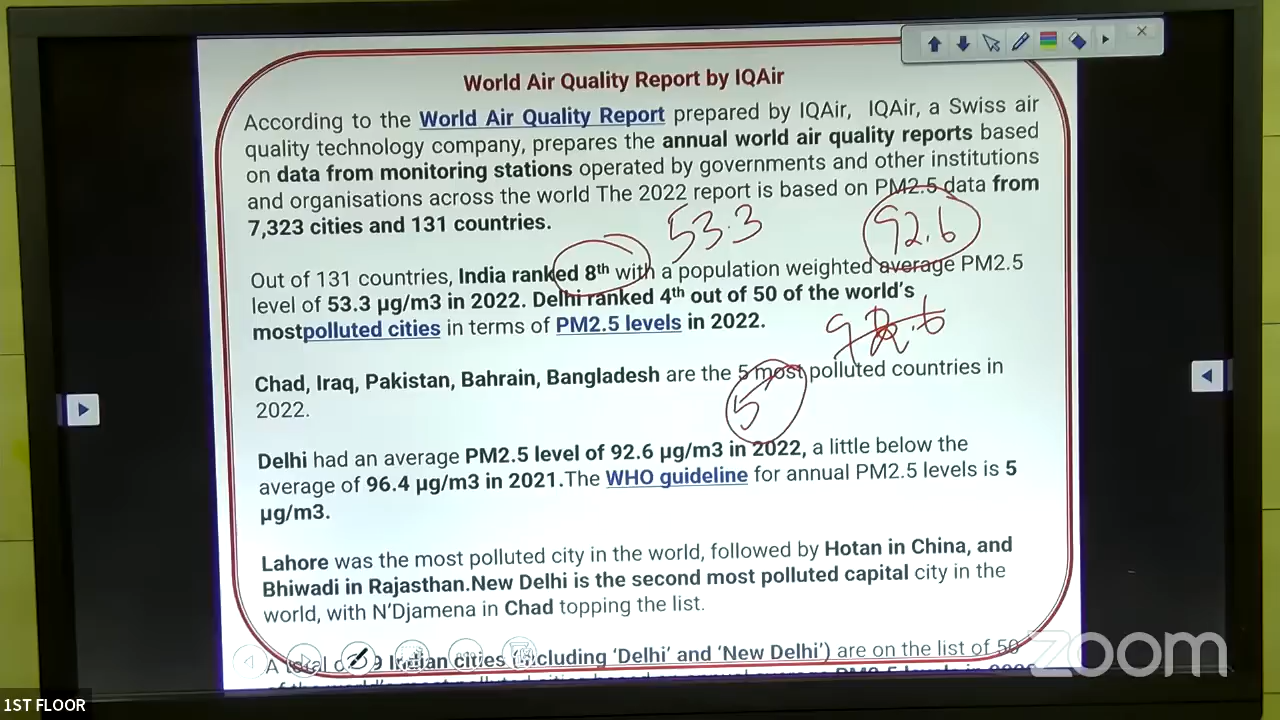 World Air Quality Report by IQAir
According to the World Air Quality Report prepared by IQAir, IQAir, a Swiss air
quality technology company, prepares the annual world air quality reports based
on data from monitoring stations operated by governments and other institutions
and organisations across the world The 2022 report is based on PM2.5 data from
7,323 cities and 131 countries.
53.3
92.6
Out of 131 countries, India ranked 8th with a population weighted average PM2.5
level of 53.3 µg/m3 in 2022. Delhi ranked 4th out of 50 of the world's
mostpolluted cities in terms of PM2.5 levels in 2022.
Chad, Iraq, Pakistan, Bahrain, Bangladesh are the 5 most polluted countries in
2022.
5
Delhi had an average PM2.5 level of 92.6 µg/m3 in 2022, a little below the
average of 96.4 µg/m3 in 2021.The WHO guideline for annual PM2.5 levels is 5
µg/m3.
Lahore was the most polluted city in the world, followed by Hotan in China, and
Bhiwadi in Rajasthan.New Delhi is the second most polluted capital city in the
world, with N'Djamena in Chad topping the list.
A 9 Indian cities (including 'Delhi' and 'New Delhi') are on the list of 50
zoom
1ST FLOOR